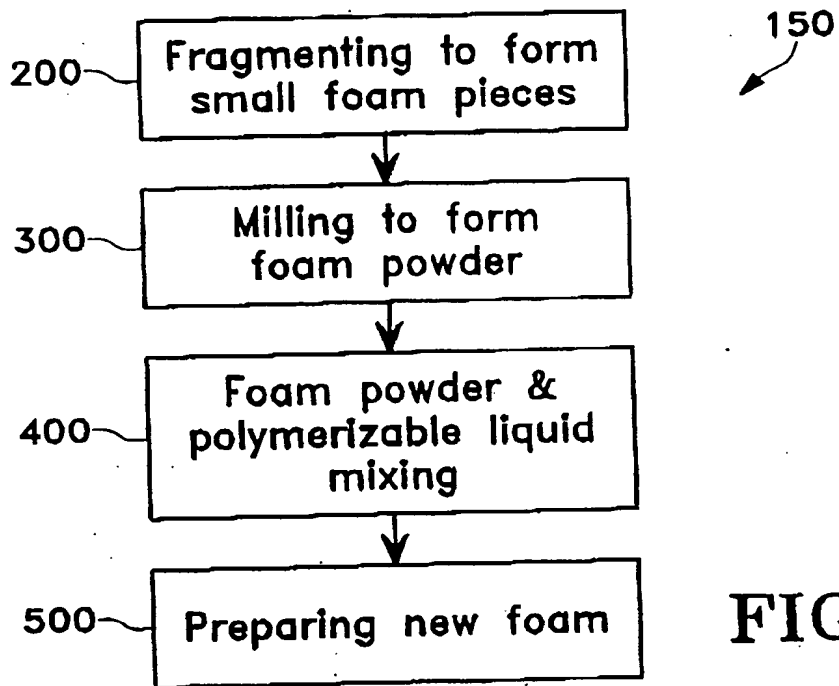 150
200
Fragmenting to form
small foam pieces
300
Milling to form
foam powder
400
Foam powder &
polymerizable liquid
mixing
500
Preparing new foam
FIG